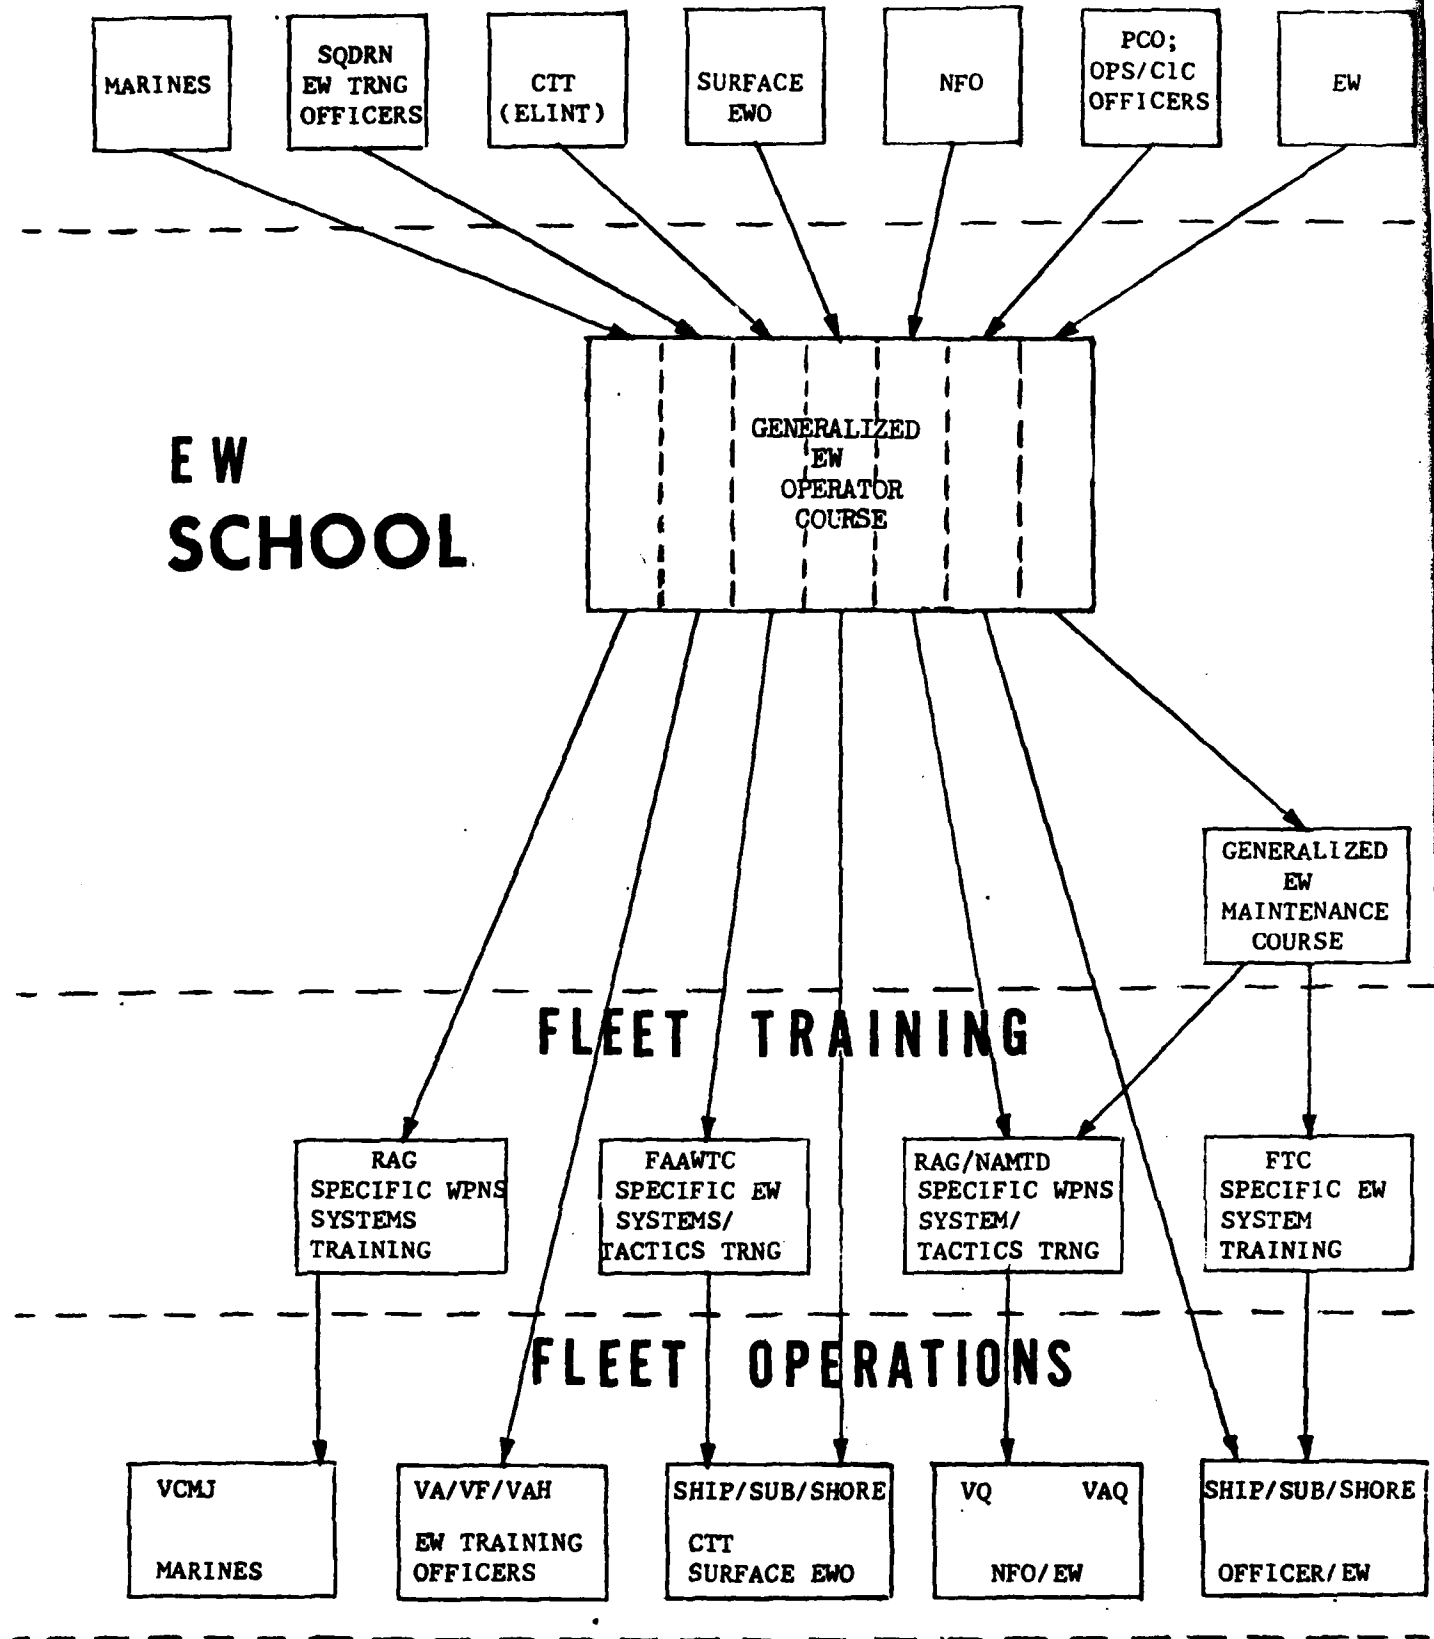 MARINES
SQDRN
EW TRNG
OFFICERS
CTT
(ELINT)
SURFACE
EWO
NFO
PCO;
OPS/C1C
OFFICERS
EW
GENERALIZED
EW
OPERATOR
COURSE
EW
SCHOOL
GENERALIZED
EW
MAINTENANCE
COURSE
FLEET TRAINING
RAG
SPECIFIC WPNS
SYSTEMS
TRAINING
FAAWTC
SPECIFIC EW
SYSTEMS/
TACTICS TRNG
RAG/NAMTD
SPECIFIC WPNS
SYSTEM/
TACTICS TRNG
FTC
SPECIFIC EW
SYSTEM
TRAINING
FLEET OPERATIONS
VCMJ
MARINES
VA/VF/VAH
EW TRAINING
OFFICERS
SHIP/SUB/SHORE
CTT
SURFACE EWO
VQ VAQ
NFO/EW
SHIP/SUB/SHORE
OFFICER/EW